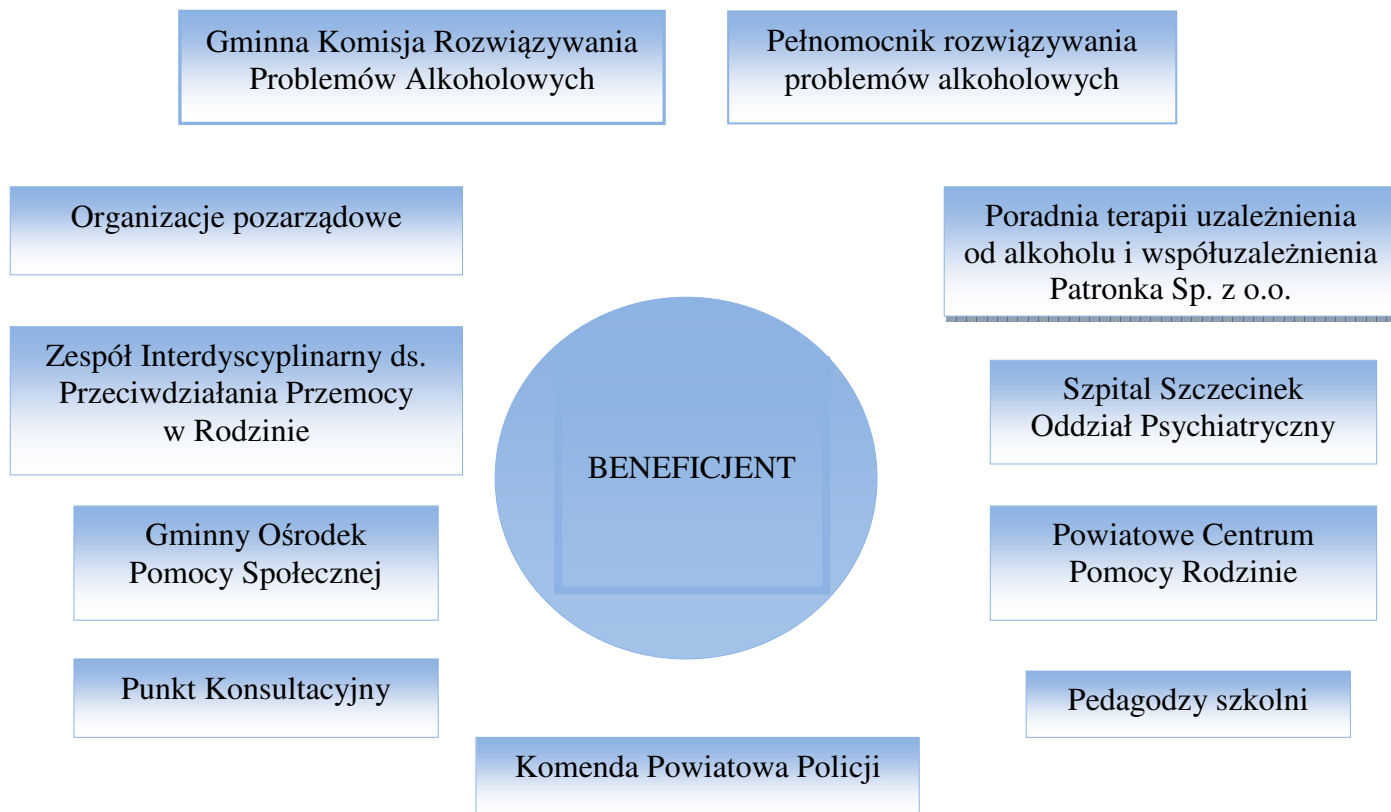 Gminna Komisja Rozwiązywania
Problemów Alkoholowych
Pełnomocnik rozwiązywania
problemów alkoholowych
Organizacje pozarządowe
Poradnia terapii uzależnienia
od alkoholu i współuzależnienia
Patronka Sp. z o.o.
Zespół Interdyscyplinarny ds.
Przeciwdziałania Przemocy
w Rodzinie
Szpital Szczecinek
Oddział Psychiatryczny
BENEFICJENT
Gminny Ośrodek
Pomocy Społecznej
Powiatowe Centrum
Pomocy Rodzinie
Punkt Konsultacyjny
Pedagodzy szkolni
Komenda Powiatowa Policji